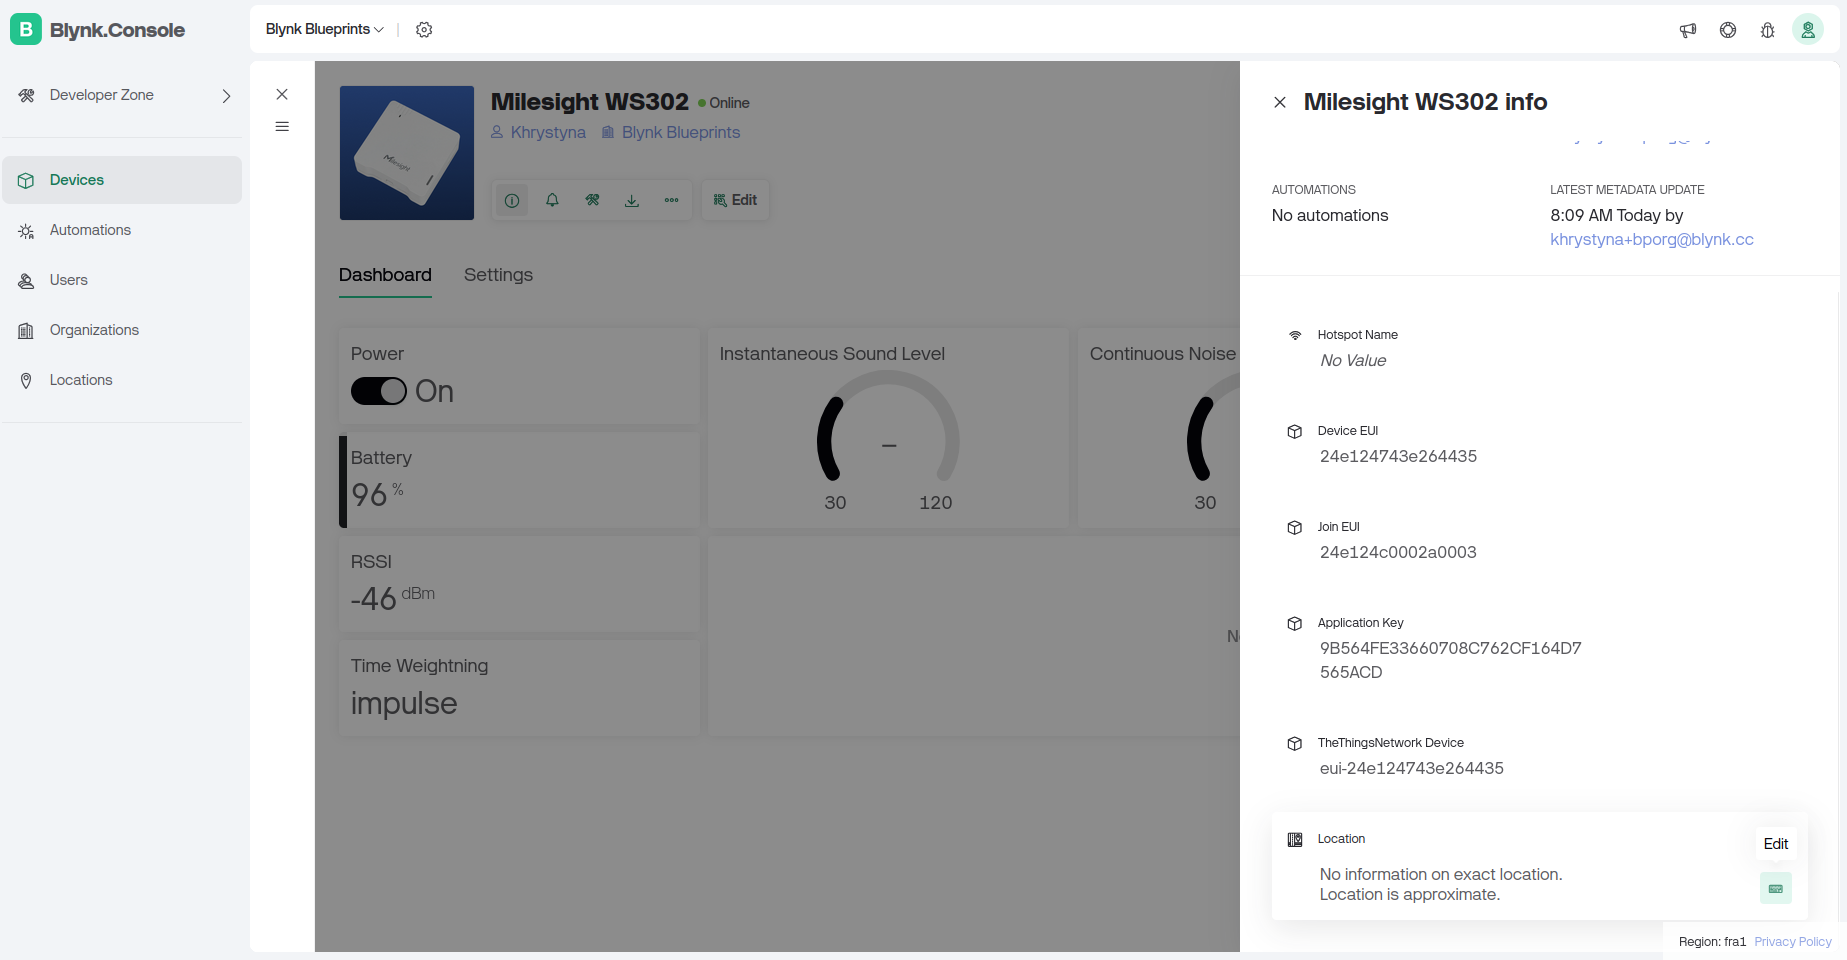 B Blynk.Console
Blynk Blueprints
Developer Zone
Devices
Automations
Users
Organizations
Locations
Milesight
Milesight WS302
Online
Khrystyna
Blynk Blueprints
Edit
Dashboard
Settings
Power
On
Battery
96 %
RSSI
-46 dBm
Time Weightning
impulse
Instantaneous Sound Level
–
30
120
Continuous Noise
30
Milesight WS302 info
AUTOMATIONS
No automations
LATEST METADATA UPDATE
8:09 AM Today by
khrystyna+bporg@blynk.cc
Hotspot Name
No Value
Device EUI
24e124743e264435
Join EUI
24e124c0002a0003
Application Key
9B564FE33660708C762CF164D7
565ACD
TheThingsNetwork Device
eui-24e124743e264435
Location
Edit
No information on exact location.
Location is approximate.
Region: fra1 Privacy Policy